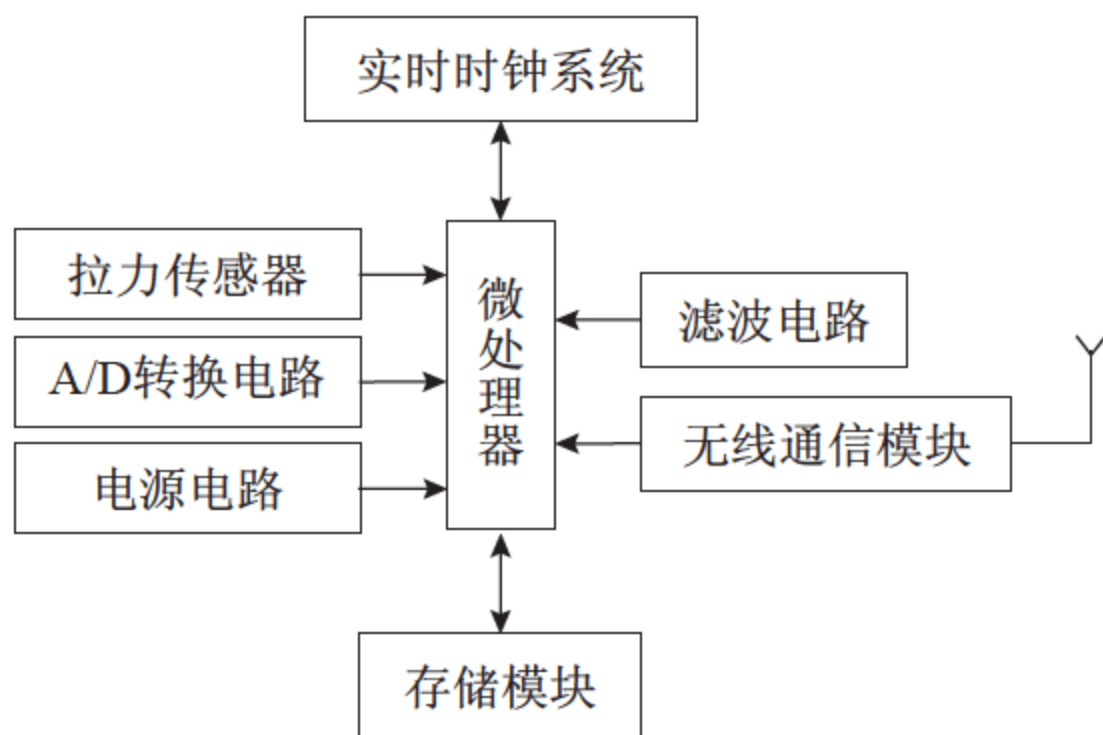 实时时钟系统
拉力传感器
A/D转换电路
电源电路
微处理器
滤波电路
无线通信模块
存储模块